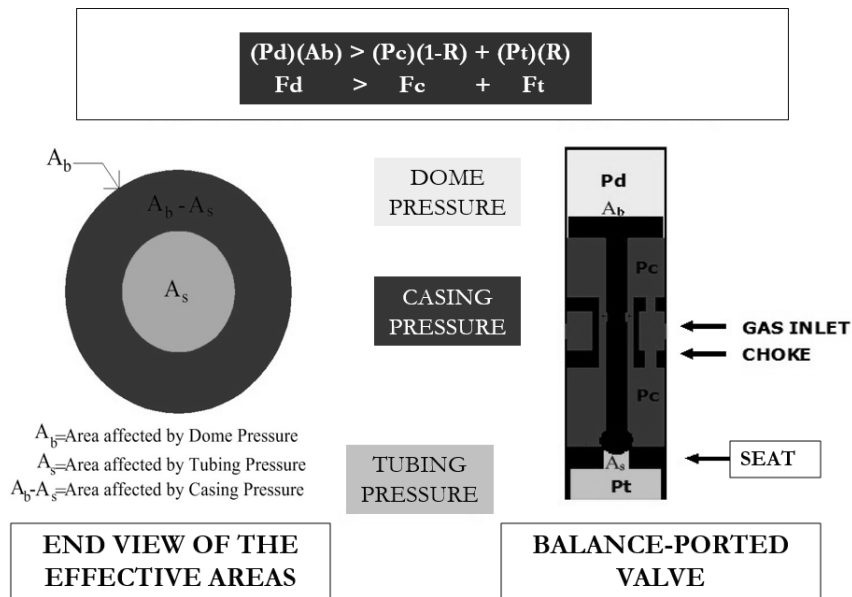 (Pd)(Ab) > (Pc)(1-R) + (Pt)(R)
Fd > Fc + Ft
Ab
Ab - As
As
Ab=Area affected by Dome Pressure
As=Area affected by Tubing Pressure
Ab-As=Area affected by Casing Pressure
END VIEW OF THE
EFFECTIVE AREAS
DOME
PRESSURE
CASING
PRESSURE
TUBING
PRESSURE
Pd
Ab
Pc
GAS INLET
CHOKE
Pc
As
SEAT
Pt
BALANCE-PORTED
VALVE